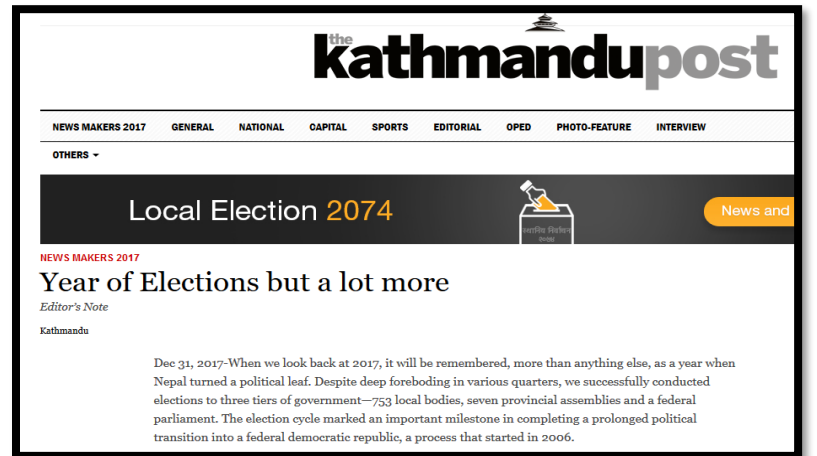 the
kathmandupost
NEWS MAKERS 2017 GENERAL NATIONAL CAPITAL SPORTS EDITORIAL OPED PHOTO-FEATURE INTERVIEW
OTHERS
Local Election 2074
News and
NEWS MAKERS 2017
Year of Elections but a lot more
Editor's Note
Kathmandu
Dec 31, 2017-When we look back at 2017, it will be remembered, more than anything else, as a year when
Nepal turned a political leaf. Despite deep foreboding in various quarters, we successfully conducted
elections to three tiers of government—753 local bodies, seven provincial assemblies and a federal
parliament. The election cycle marked an important milestone in completing a prolonged political
transition into a federal democratic republic, a process that started in 2006.